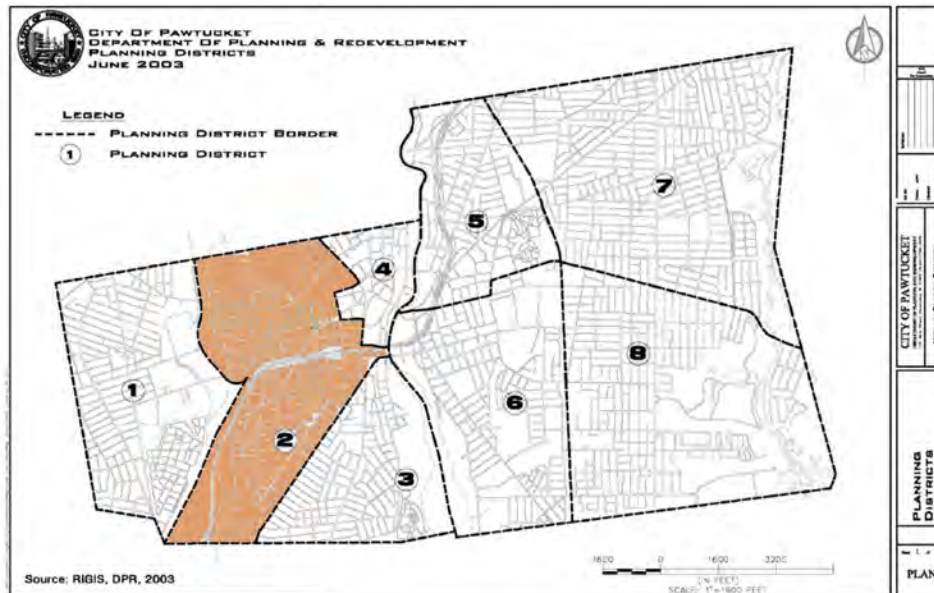 CITY OF PAWTUCKET
DEPARTMENT OF PLANNING & REDEVELOPMENT
PLANNING DISTRICTS
JUNE 2003
LEGEND
PLANNING DISTRICT BORDER
1 PLANNING DISTRICT
7
5
4
8
1
6
2
3
1600 0 1600 3200
(IN FEET)
SCALE: 1"=1600 FEET
Source: RIGIS, DPR, 2003
CITY OF PAWTUCKET
PLANNING
DISTRICTS
PLAN